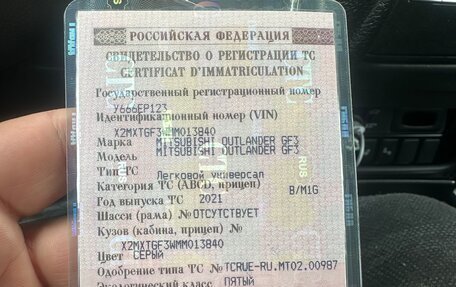 РОССИЙСКАЯ ФЕДЕРАЦИЯ
СВИДЕТЕЛЬСТВО О РЕГИСТРАЦИИ ТС
CERTIFICAT D'IMMATRICULATION
Государственный регистрационный номер
У666ЕР123
Идентификационный номер (VIN)
X2MXTGF3WMM013840
Марка MITSUBISHI OUTLANDER GF3
Модель MITSUBISHI OUTLANDER GF3
Тип ТС Легковой универсал
Категория ТС (ABCD, прицеп) B/M1G
Год выпуска ТС 2021
Шасси (рама) № ОТСУТСТВУЕТ
Кузов (кабина, прицеп) №
X2MXTGF3WMM013840
Цвет СЕРЫЙ
Одобрение типа ТС № TCRUE-RU.MT02.00987
Экологический класс ПЯТЫЙ